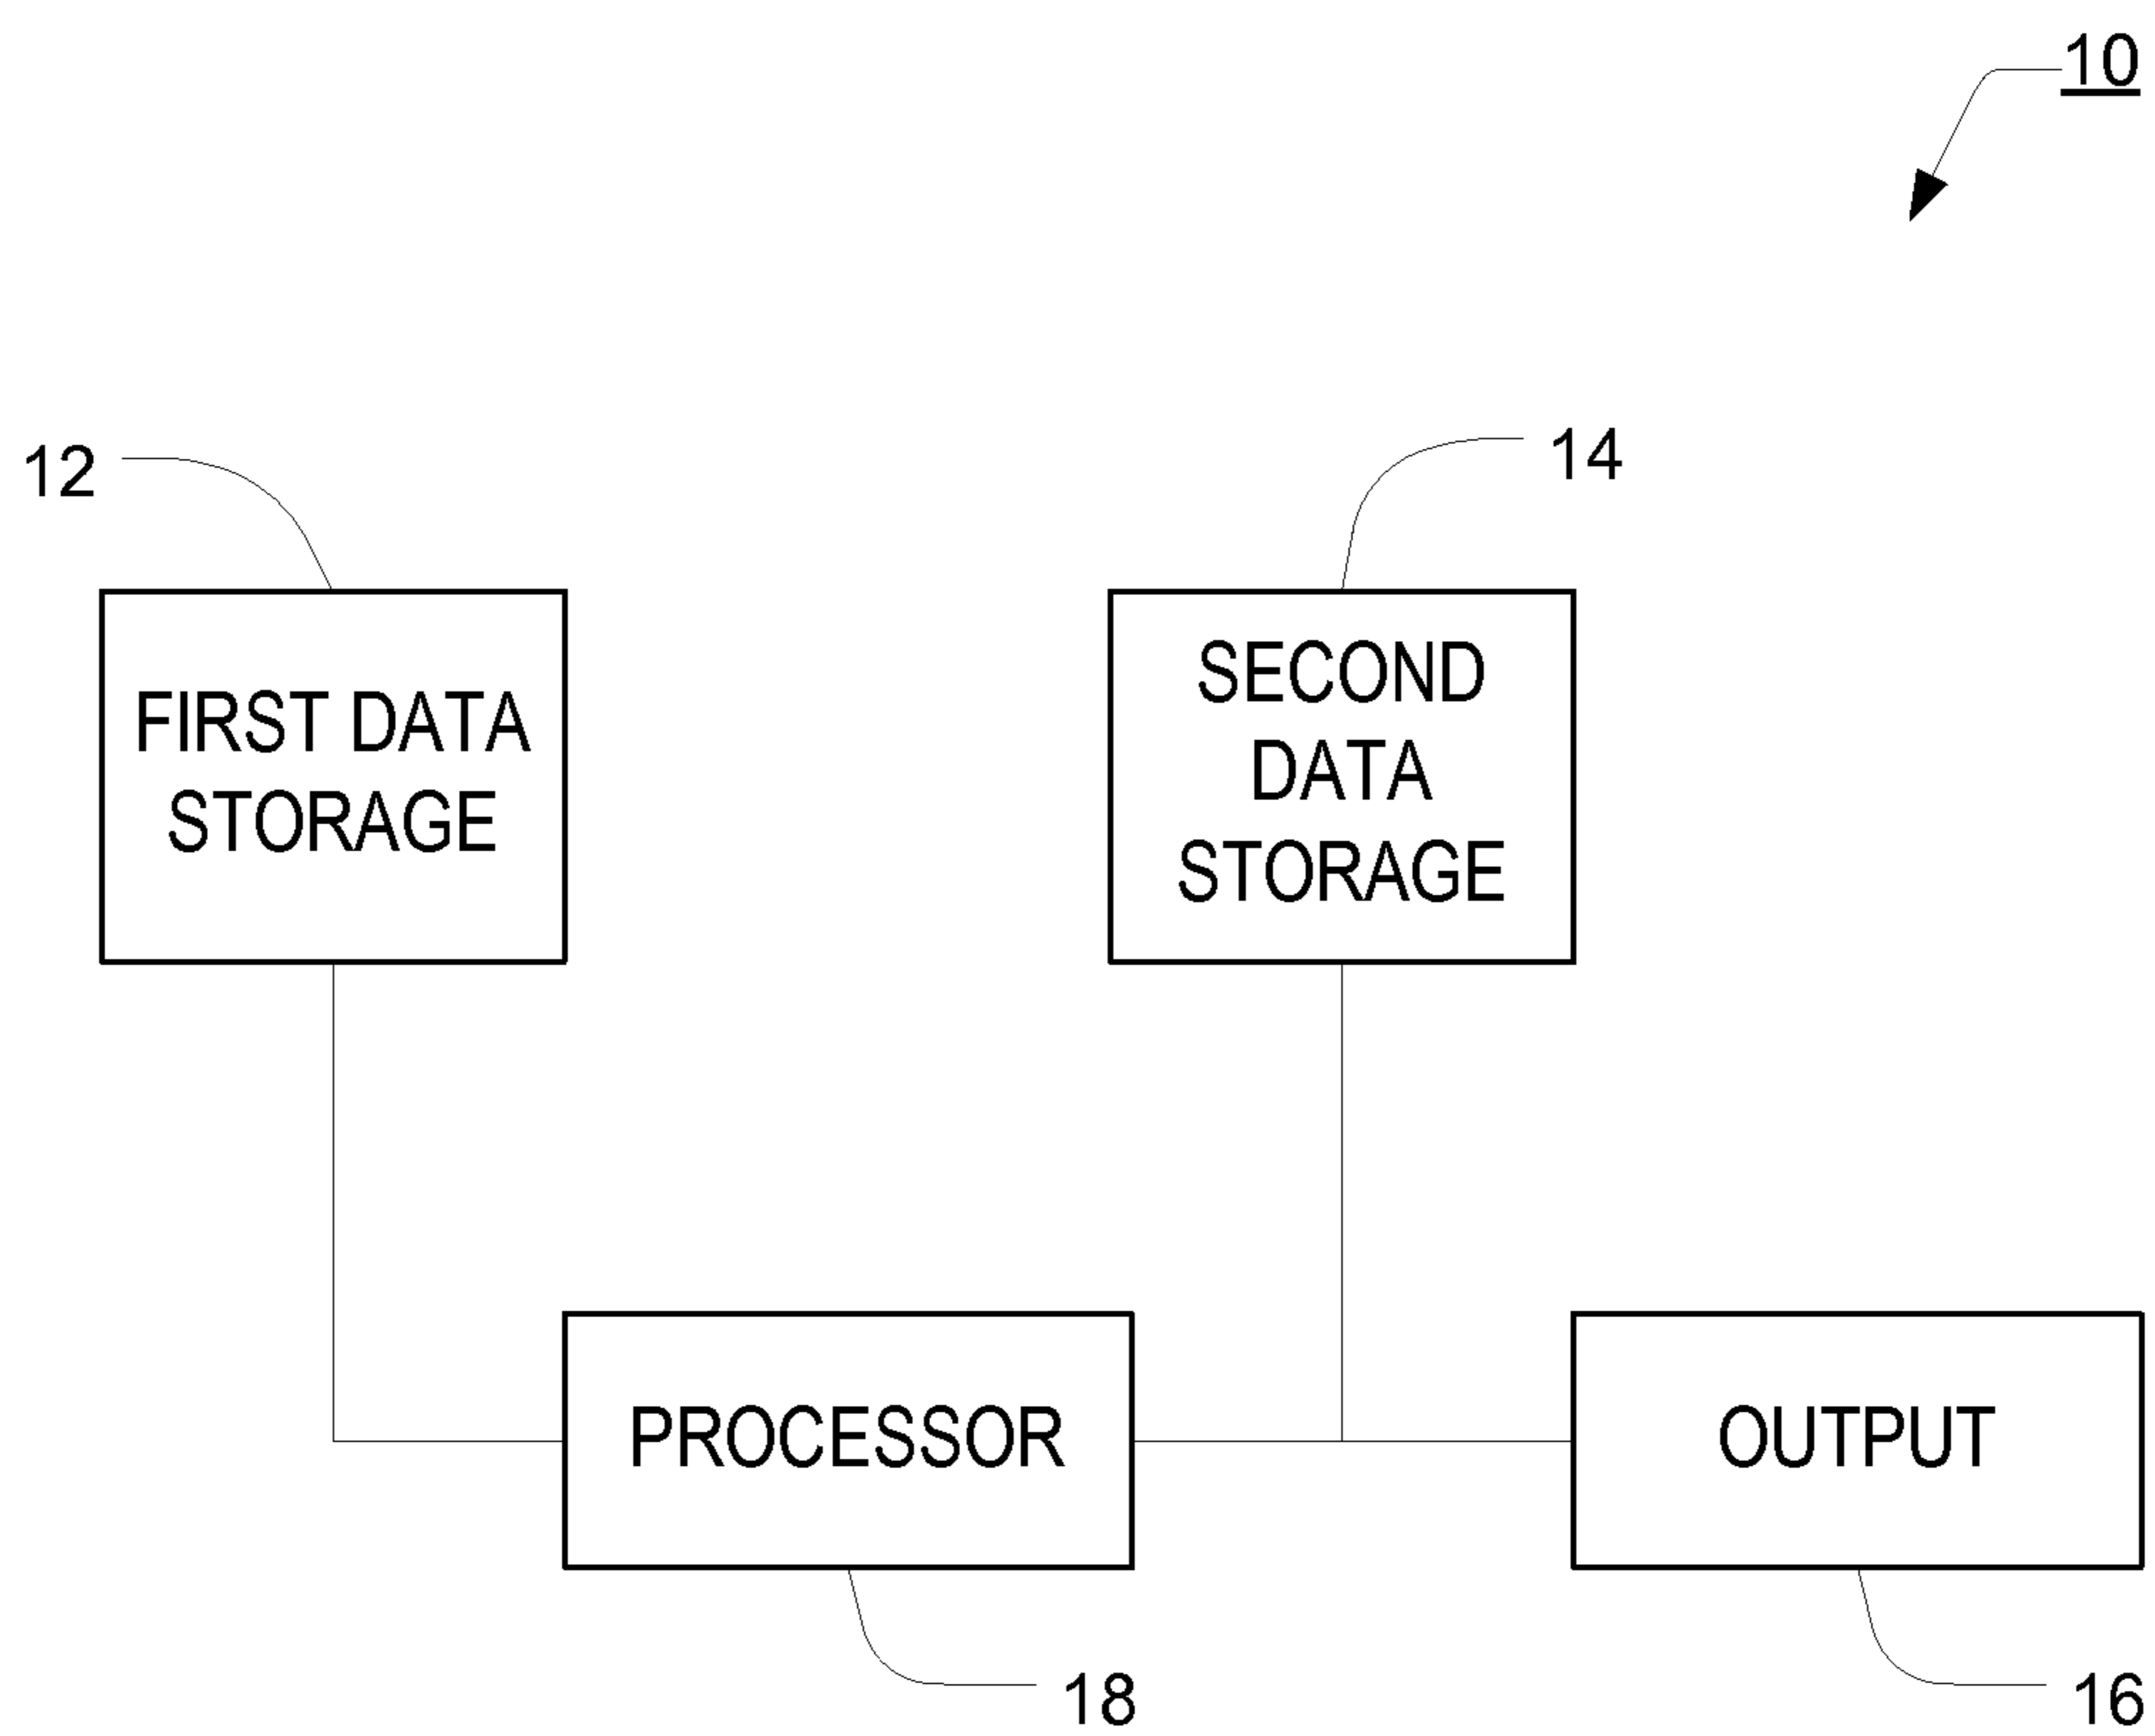 10
12
14
FIRST DATA
STORAGE
SECOND
DATA
STORAGE
PROCESSOR
OUTPUT
18
16